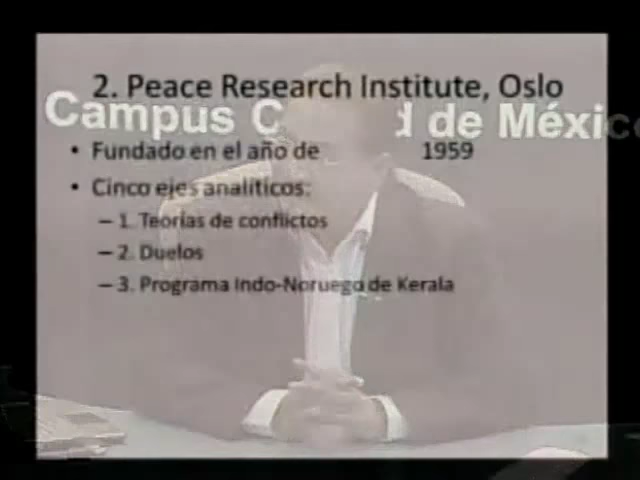 2. Peace Research Institute, Oslo
Campus C d de México
• Fundado en el año de 1959
• Cinco ejes analíticos:
– 1. Teorías de conflictos
– 2. Duelos
– 3. Programa Indo-Noruego de Kerala